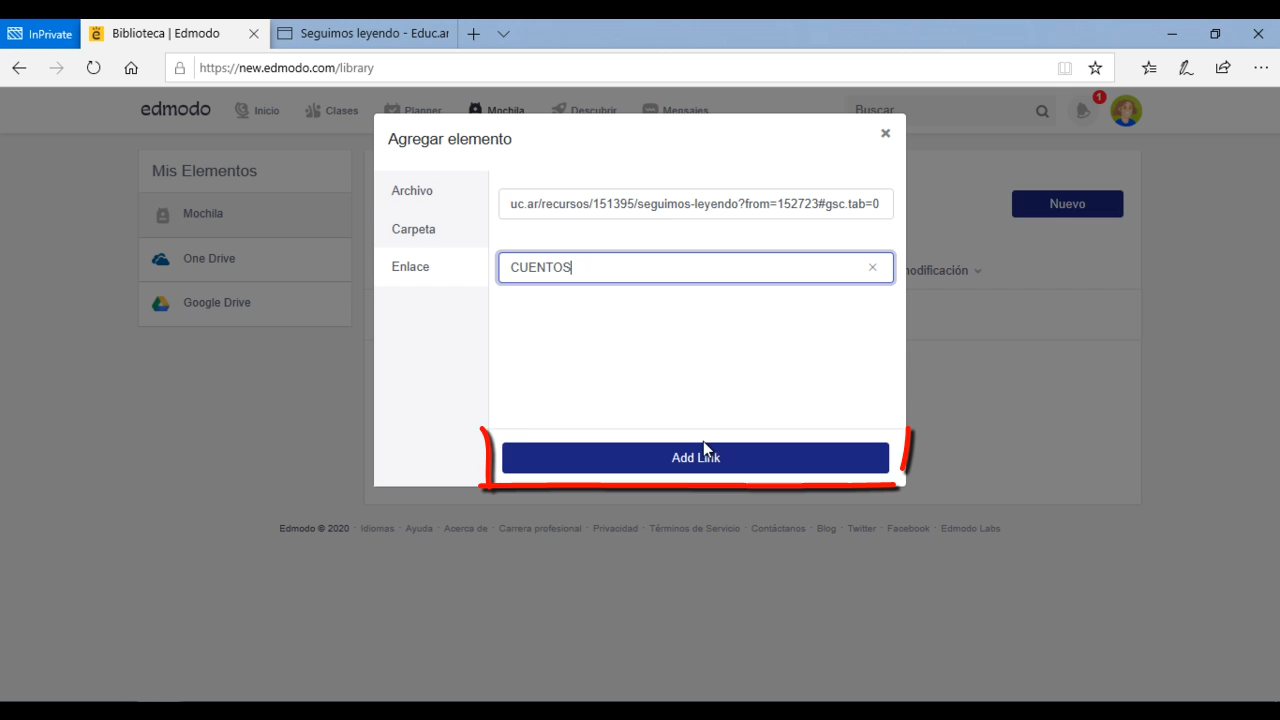 InPrivate
Biblioteca | Edmodo
Seguimos leyendo - Educ.ar
https://new.edmodo.com/library
edmodo
Inicio
Clases
Planner
Mochila
Descubrir
Mensajes
Buscar
1
Agregar elemento
Mis Elementos
Mochila
One Drive
Google Drive
Archivo
Carpeta
Enlace
uc.ar/recursos/151395/seguimos-leyendo?from=152723#gsc.tab=0
CUENTOS
Nuevo
nodificación
Add Link
Edmodo © 2020 · Idiomas · Ayuda · Acerca de · Carrera profesional · Privacidad · Términos de Servicio · Contáctanos · Blog · Twitter · Facebook · Edmodo Labs